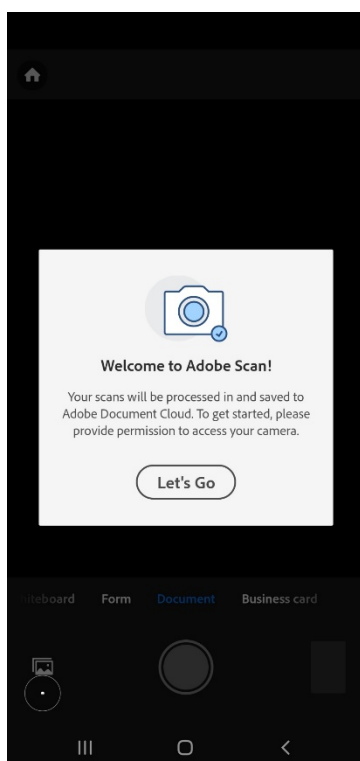 Welcome to Adobe Scan!
Your scans will be processed in and saved to
Adobe Document Cloud. To get started, please
provide permission to access your camera.
Let's Go
iteboard Form Document Business card